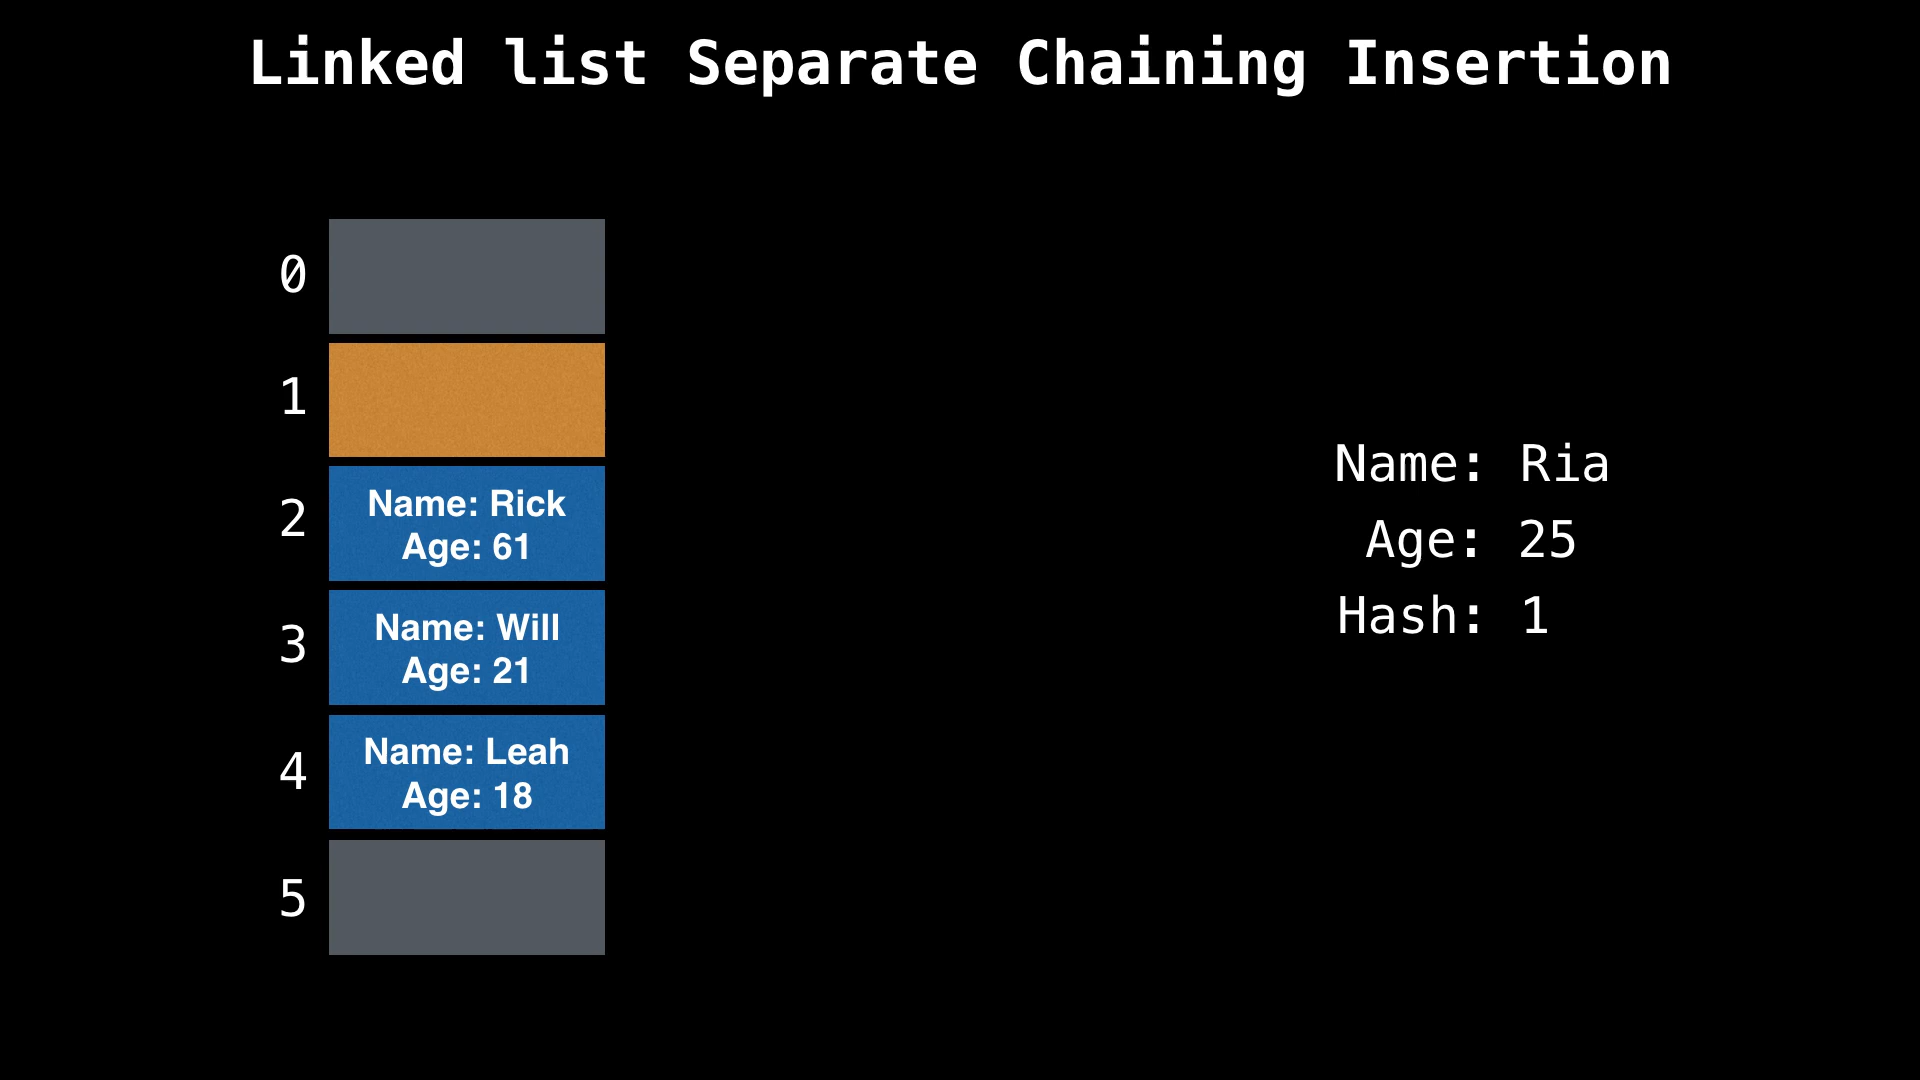 Linked list Separate Chaining Insertion
0
1
2
Name: Rick
Age: 61
3
Name: Will
Age: 21
4
Name: Leah
Age: 18
5
Name: Ria
Age: 25
Hash: 1